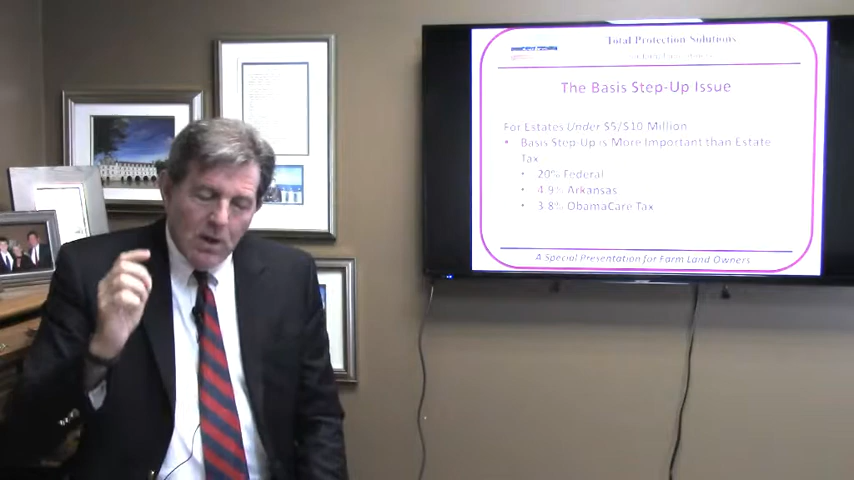 Total Protection Solutions
The Basis Step-Up Issue
For Estates Under $5/$10 Million
• Basis Step-Up is More Important than Estate
Tax
• 20% Federal
• 4.9% Arkansas
• 3.8% ObamaCare Tax
A Special Presentation for Farm Land Owners